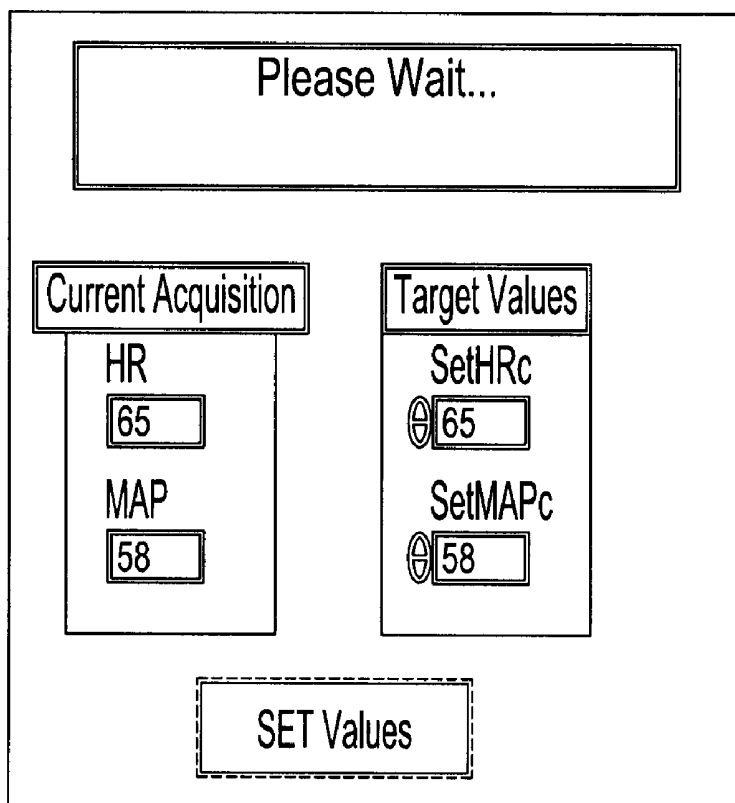 Please Wait...
Current Acquisition
HR
65
MAP
58
Target Values
SetHRc
65
SetMAPc
58
SET Values